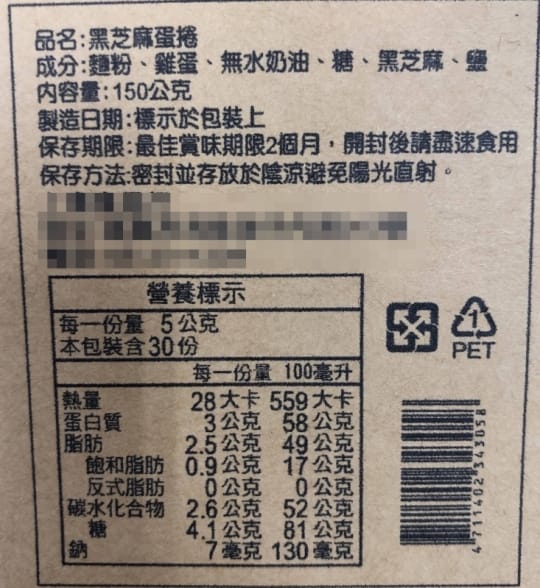 品名:黑芝麻蛋捲
成分:麵粉、雞蛋、無水奶油、糖、黑芝麻、鹽
內容量:150公克
製造日期:標示於包裝上
保存期限:最佳賞味期限2個月，開封後請盡速食用
保存方法:密封並存放於陰涼避免陽光直射。
營養標示
每一份量 5公克
本包裝含30份
每一份量 100毫升
熱量 28大卡 559大卡
蛋白質 3公克 58公克
脂肪 2.5公克 49公克
飽和脂肪 0.9公克 17公克
反式脂肪 0公克 0公克
碳水化合物 2.6公克 52公克
糖 4.1公克 81公克
鈉 7毫克 130毫克
1
PET
4711402343058